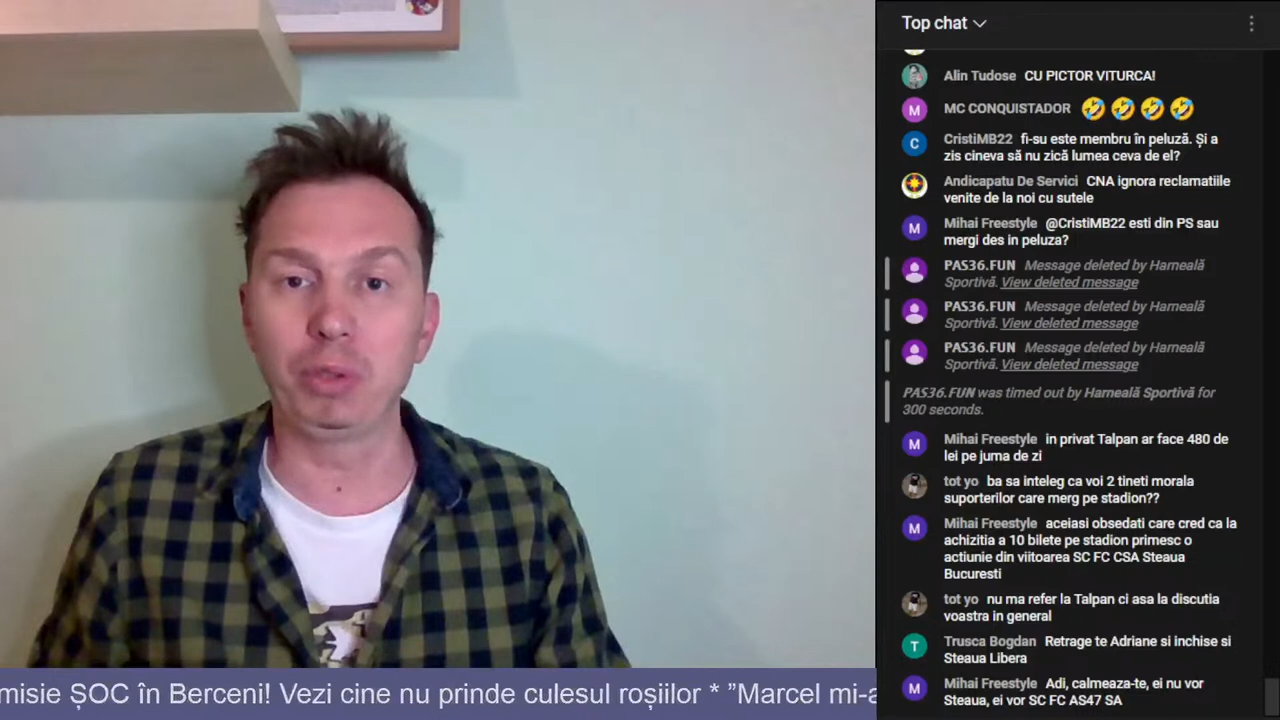 Top chat
Alin Tudose CU PICTOR VITURCA!
MC CONQUISTADOR
CristiMB22 fi-su este membru în peluză. Și a
zis cineva să nu zică lumea ceva de el?
Andicapatu De Servici CNA ignora reclamatiile
venite de la noi cu sutele
Mihai Freestyle @CristiMB22 esti din PS sau
mergi des in peluza?
PAS36.FUN Message deleted by Harneală
Sportivă. View deleted message
PAS36.FUN Message deleted by Harneală
Sportivă. View deleted message
PAS36.FUN Message deleted by Harneală
Sportivă. View deleted message
PAS36.FUN was timed out by Harneală Sportivă for
300 seconds.
Mihai Freestyle in privat Talpan ar face 480 de
lei pe juma de zi
tot yo ba sa inteleg ca voi 2 tineti morala
suporterilor care merg pe stadion??
Mihai Freestyle aceiasi obsedati care cred ca la
achizitia a 10 bilete pe stadion primesc o
actiune din viitoarea SC FC CSA Steaua
Bucuresti
tot yo nu ma refer la Talpan ci asa la discutia
voastra in general
Trusca Bogdan Retrage te Adriane si inchise si
Steaua Libera
Mihai Freestyle Adi, calmeaza-te, ei nu vor
Steaua, ei vor SC FC AS47 SA
misie ȘOC în Berceni! Vezi cine nu prinde culesul roșiilor * ”Marcel mi-a